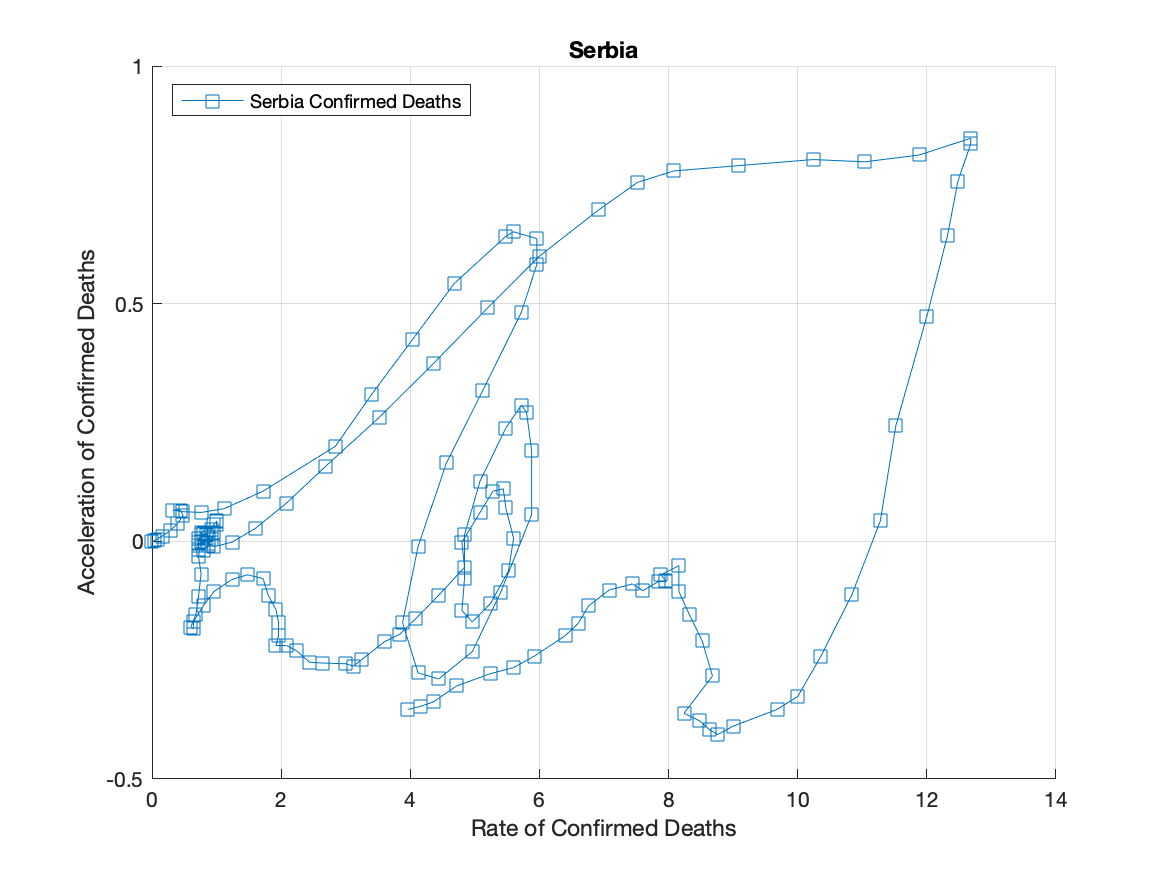 Serbia
Serbia Confirmed Deaths
1
0.5
0
-0.5
Acceleration of Confirmed Deaths
0 2 4 6 8 10 12 14
Rate of Confirmed Deaths